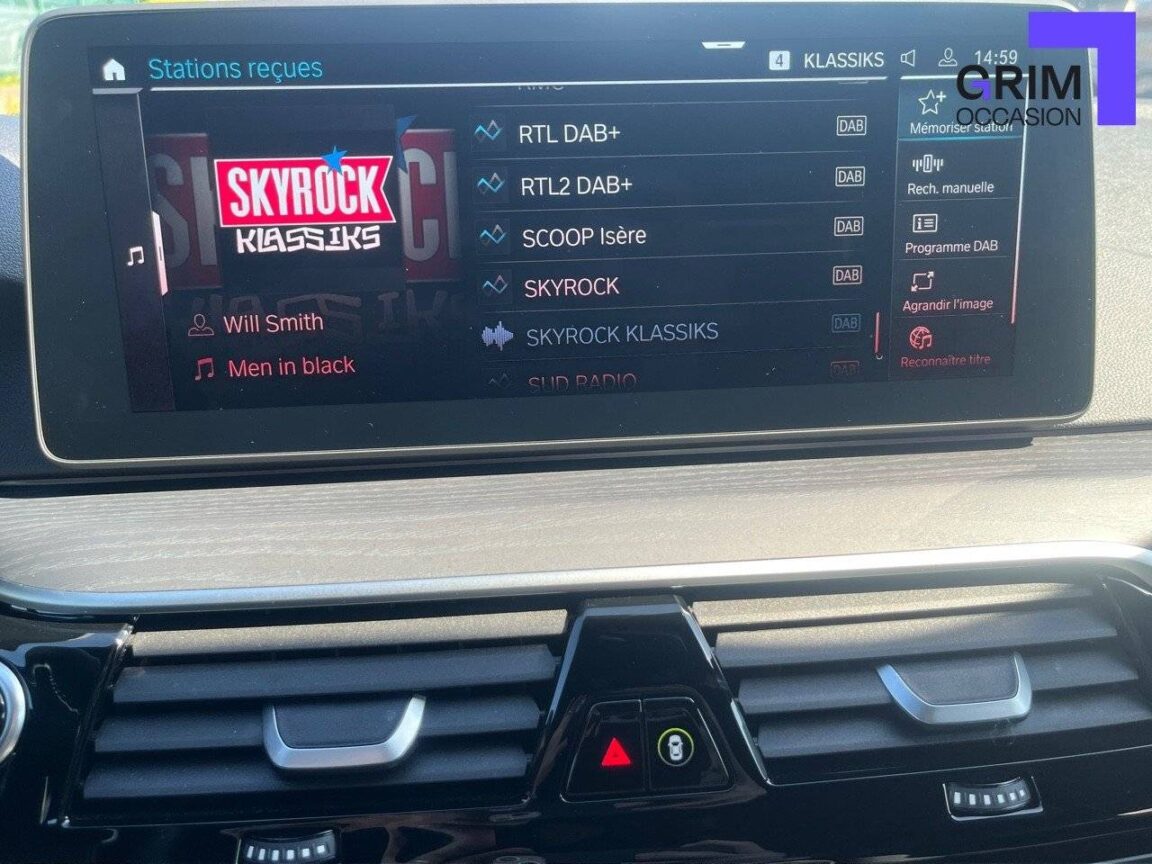 Stations reçues
4 KLASSIKS 14:59
GRIM
OCCASION
SKYROCK
KLASSIKS
Will Smith
Men in black
RTL DAB+ DAB
RTL2 DAB+ DAB
SCOOP Isère DAB
SKYROCK DAB
SKYROCK KLASSIKS DAB
SUD RADIO DAB
Mémoriser station
Rech. manuelle
Programme DAB
Agrandir l'image
Reconnaître titre